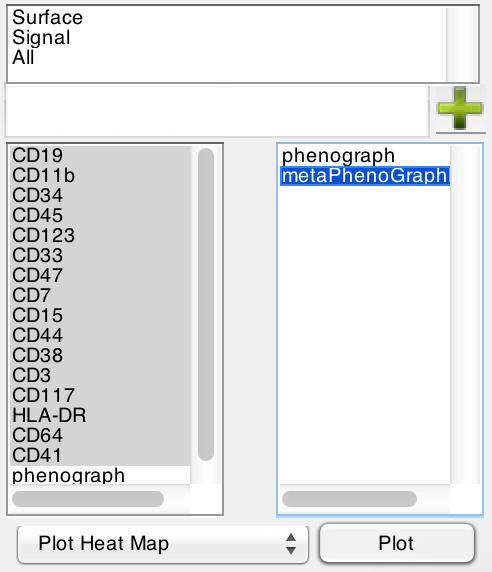 Surface
Signal
All
CD19
CD11b
CD34
CD45
CD123
CD33
CD47
CD7
CD15
CD44
CD38
CD3
CD117
HLA-DR
CD64
CD41
phenograph
phenograph
metaPhenoGraph
Plot Heat Map
Plot